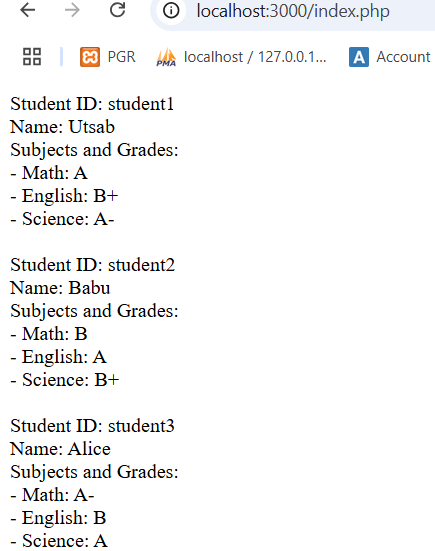 localhost:3000/index.php
PGR
PMA
localhost / 127.0.0.1...
A
Account
Student ID: student1
Name: Utsab
Subjects and Grades:
- Math: A
- English: B+
- Science: A-
Student ID: student2
Name: Babu
Subjects and Grades:
- Math: B
- English: A
- Science: B+
Student ID: student3
Name: Alice
Subjects and Grades:
- Math: A-
- English: B
- Science: A